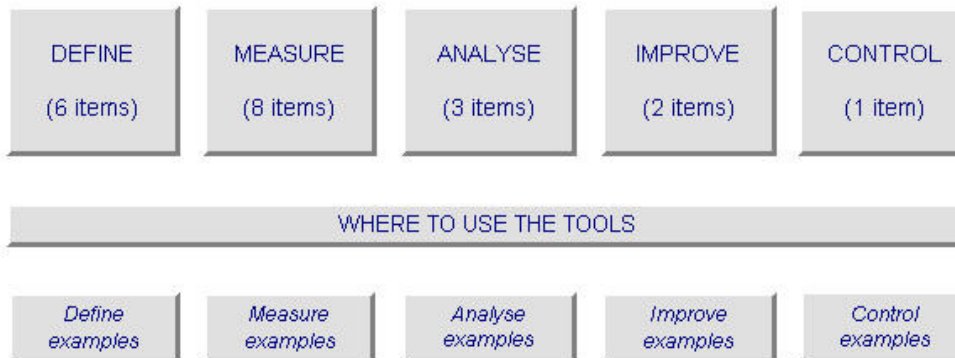 DEFINE MEASURE ANALYSE IMPROVE CONTROL
(6 items) (8 items) (3 items) (2 items) (1 item)
WHERE TO USE THE TOOLS
Define Measure Analyse Improve Control
examples examples examples examples examples